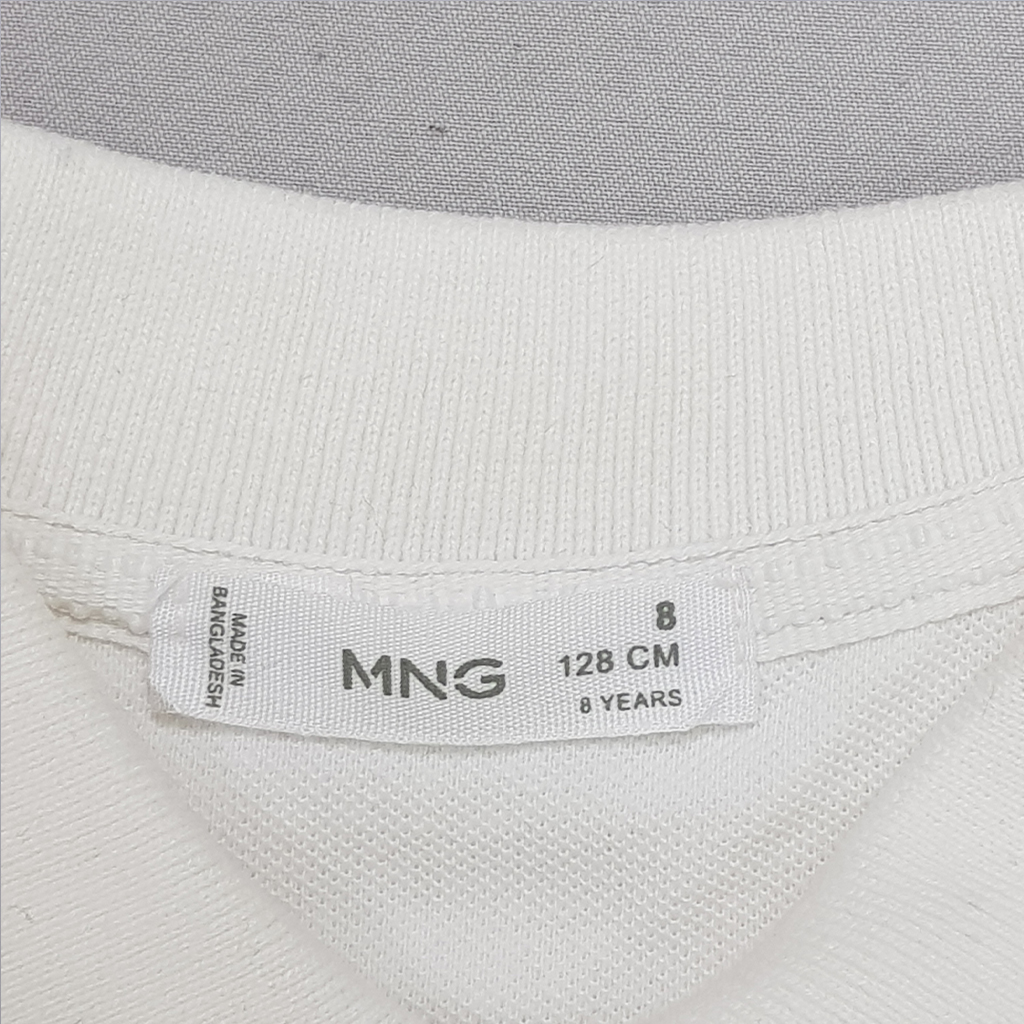 MADE IN
BANGLADESH
MNG
8
128 CM
8 YEARS